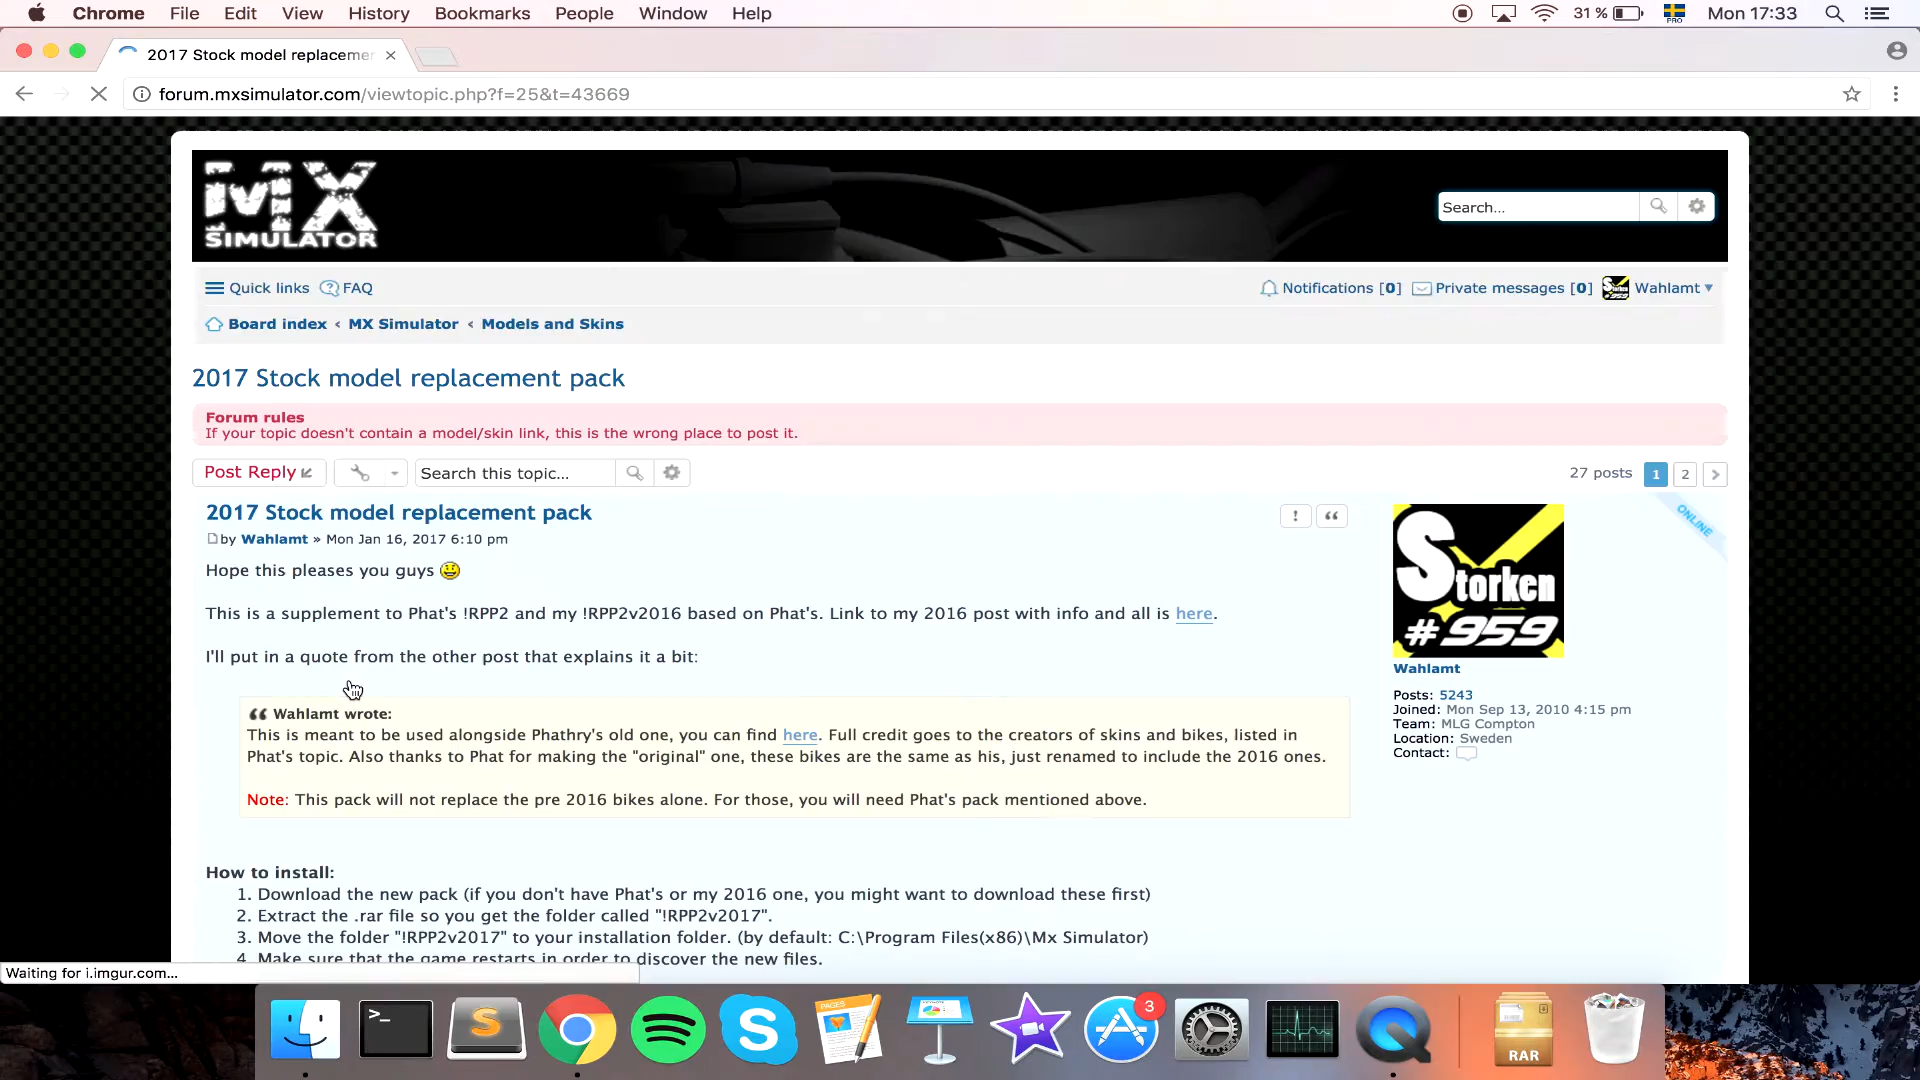 Chrome File Edit View History Bookmarks People Window Help 31 % PRO Mon 17:33
2017 Stock model replacemen
forum.mxsimulator.com/viewtopic.php?f=25&t=43669
MX
SIMULATOR
Search...
Quick links FAQ Notifications [0] Private messages [0] Wahlamt
Board index ‹ MX Simulator ‹ Models and Skins
2017 Stock model replacement pack
Forum rules
If your topic doesn't contain a model/skin link, this is the wrong place to post it.
Post Reply Search this topic... 27 posts 1 2
2017 Stock model replacement pack
by Wahlamt » Mon Jan 16, 2017 6:10 pm
Hope this pleases you guys
This is a supplement to Phat's !RPP2 and my !RPP2v2016 based on Phat's. Link to my 2016 post with info and all is here.
I'll put in a quote from the other post that explains it a bit:
Wahlamt wrote:
This is meant to be used alongside Phathry's old one, you can find here. Full credit goes to the creators of skins and bikes, listed in
Phat's topic. Also thanks to Phat for making the "original" one, these bikes are the same as his, just renamed to include the 2016 ones.
Note: This pack will not replace the pre 2016 bikes alone. For those, you will need Phat's pack mentioned above.
How to install:
1. Download the new pack (if you don't have Phat's or my 2016 one, you might want to download these first)
2. Extract the .rar file so you get the folder called "!RPP2v2017".
3. Move the folder "!RPP2v2017" to your installation folder. (by default: C:\Program Files(x86)\Mx Simulator)
4. Make sure that the game restarts in order to discover the new files.
ONLINE
Storken
#959
Wahlamt
Posts: 5243
Joined: Mon Sep 13, 2010 4:15 pm
Team: MLG Compton
Location: Sweden
Contact:
Waiting for i.imgur.com...
PAGES
3
RAR